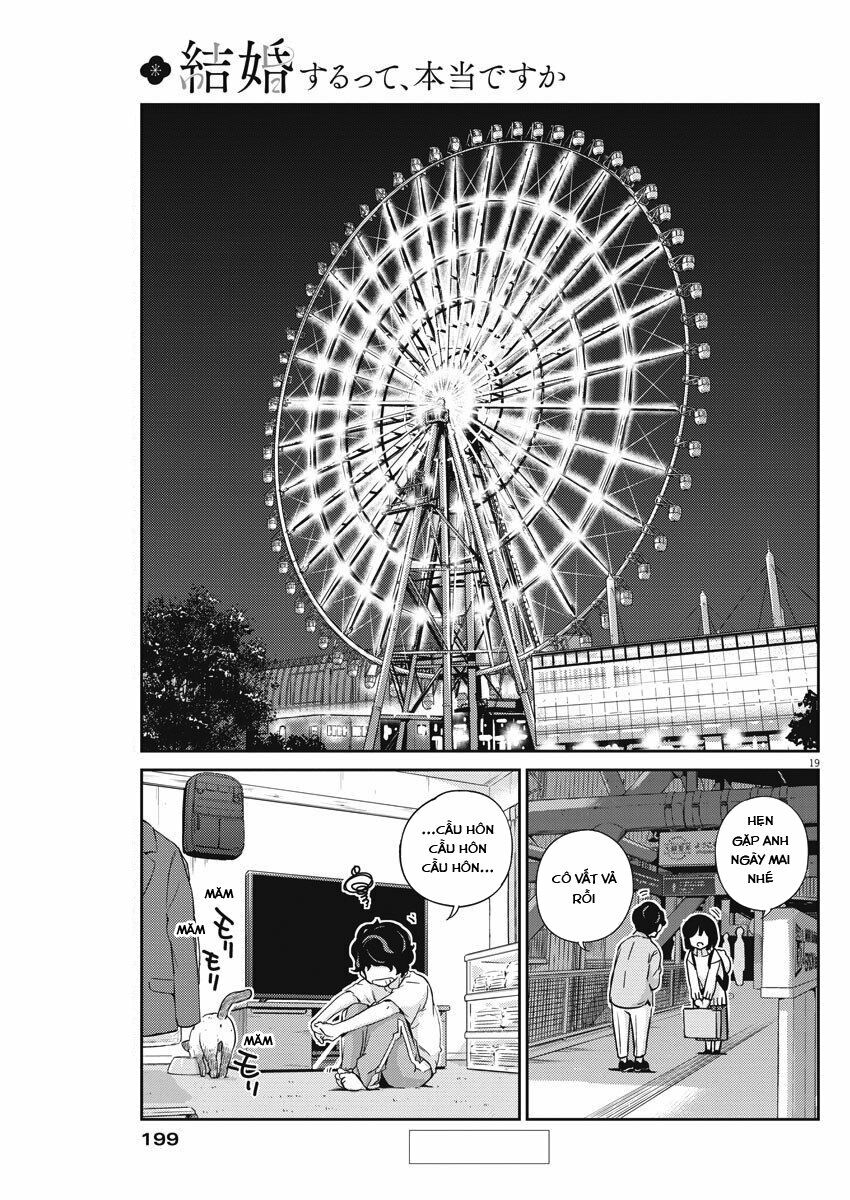 結婚するって、本当ですか
19
HẸN
GẶP ANH
NGÀY MAI
NHÉ
CÔ VẤT VẢ
RỒI
...CẦU HÔN
CẦU HÔN
CẦU HÔN...
MĂM
モリ
MĂM
モリ
MĂM
モリ
199